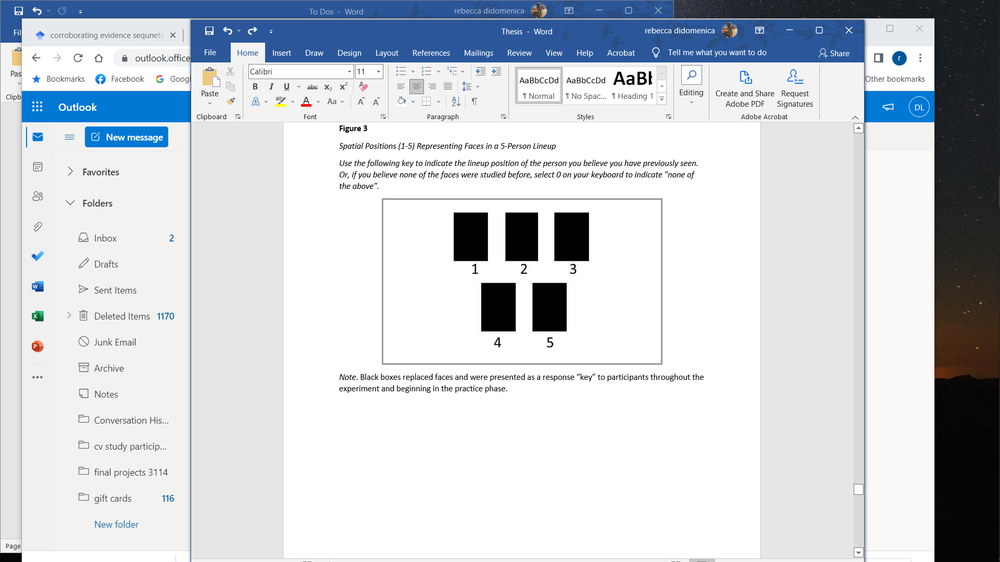 To Dos - Word
rebecca didomenica
Fil
Pas
Clipb
Page
corroborating evidence sequneti
outlook.office
Bookmarks
Facebook
Googl
Other bookmarks
r
Outlook
DL
New message
Favorites
Folders
Inbox 2
Drafts
Sent Items
Deleted Items 1170
Junk Email
Archive
Notes
Conversation His...
cv study particip...
final projects 3114
gift cards 116
New folder
Thesis - Word
rebecca didomenica
File Home Insert Draw Design Layout References Mailings Review View Help Acrobat Tell me what you want to do Share
Paste
Clipboard
Calibri 11
Font
Paragraph
AaBbCcDd AaBbCcDd AaBb
¶ Normal ¶ No Spac... ¶ Heading 1
Styles
Editing
Create and Share
Adobe PDF
Request
Signatures
Adobe Acrobat
Figure 3
Spatial Positions (1-5) Representing Faces in a 5-Person Lineup
Use the following key to indicate the lineup position of the person you believe you have previously seen.
Or, if you believe none of the faces were studied before, select 0 on your keyboard to indicate "none of
the above".
1 2 3
4 5
Note. Black boxes replaced faces and were presented as a response “key” to participants throughout the
experiment and beginning in the practice phase.